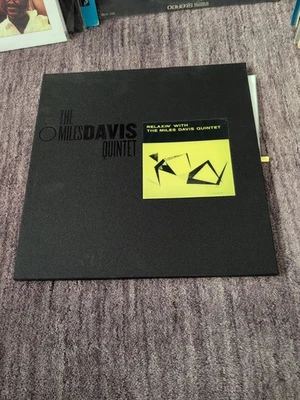 THE
MILES DAVIS
QUINTET
RELAXIN' WITH
THE MILES DAVIS QUINTET